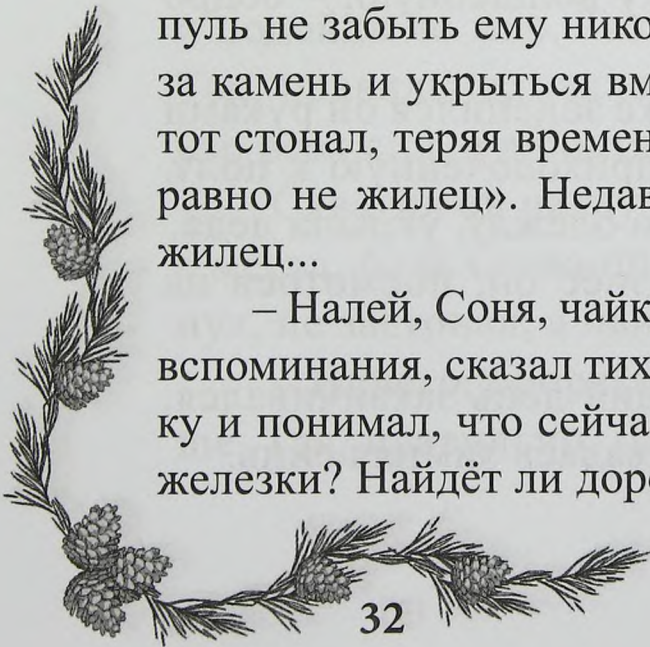 пуль не забыть ему нико
за камень и укрыться вм
тот стонал, теряя времен
равно не жилец». Недав
жилец...
– Налей, Соня, чайк
вспоминания, сказал тих
ку и понимал, что сейча
железки? Найдёт ли дор
32